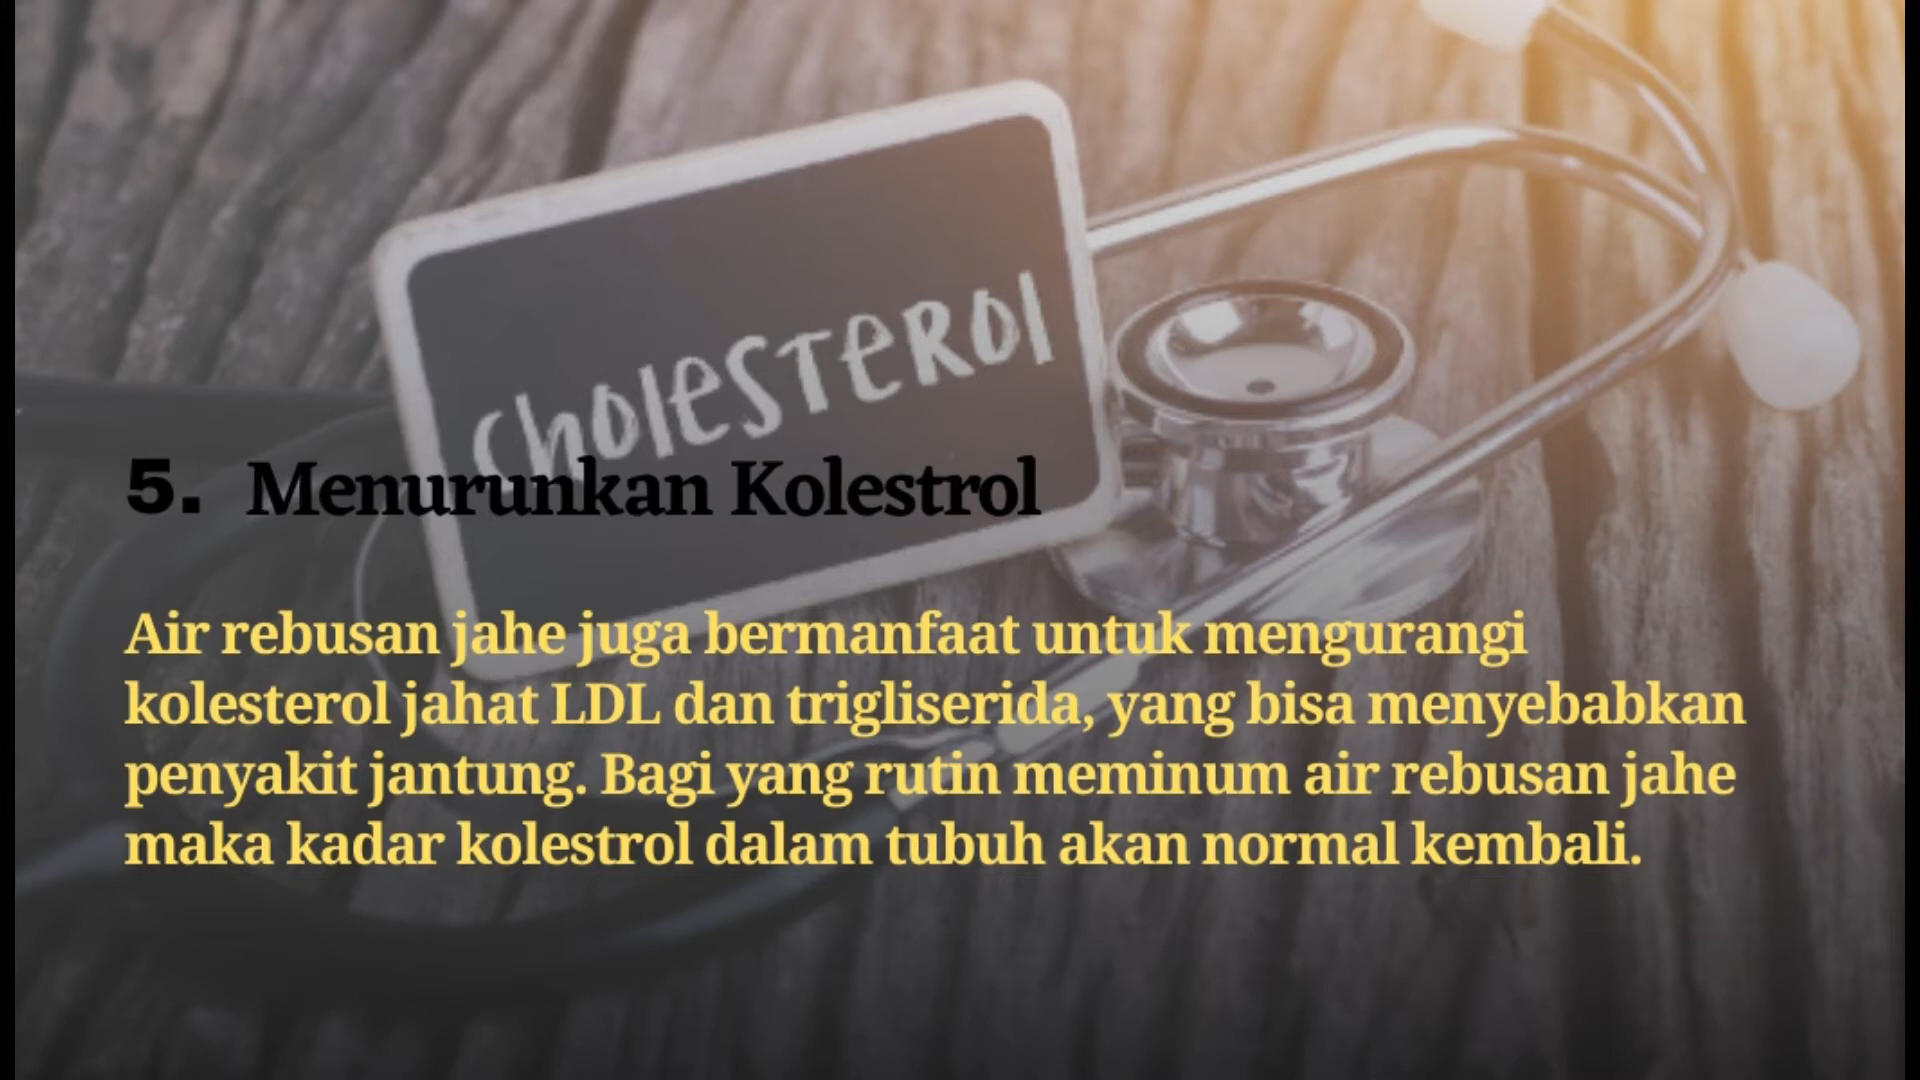 CholeSTeRol
5. Menurunkan Kolestrol
Air rebusan jahe juga bermanfaat untuk mengurangi
kolesterol jahat LDL dan trigliserida, yang bisa menyebabkan
penyakit jantung. Bagi yang rutin meminum air rebusan jahe
maka kadar kolestrol dalam tubuh akan normal kembali.